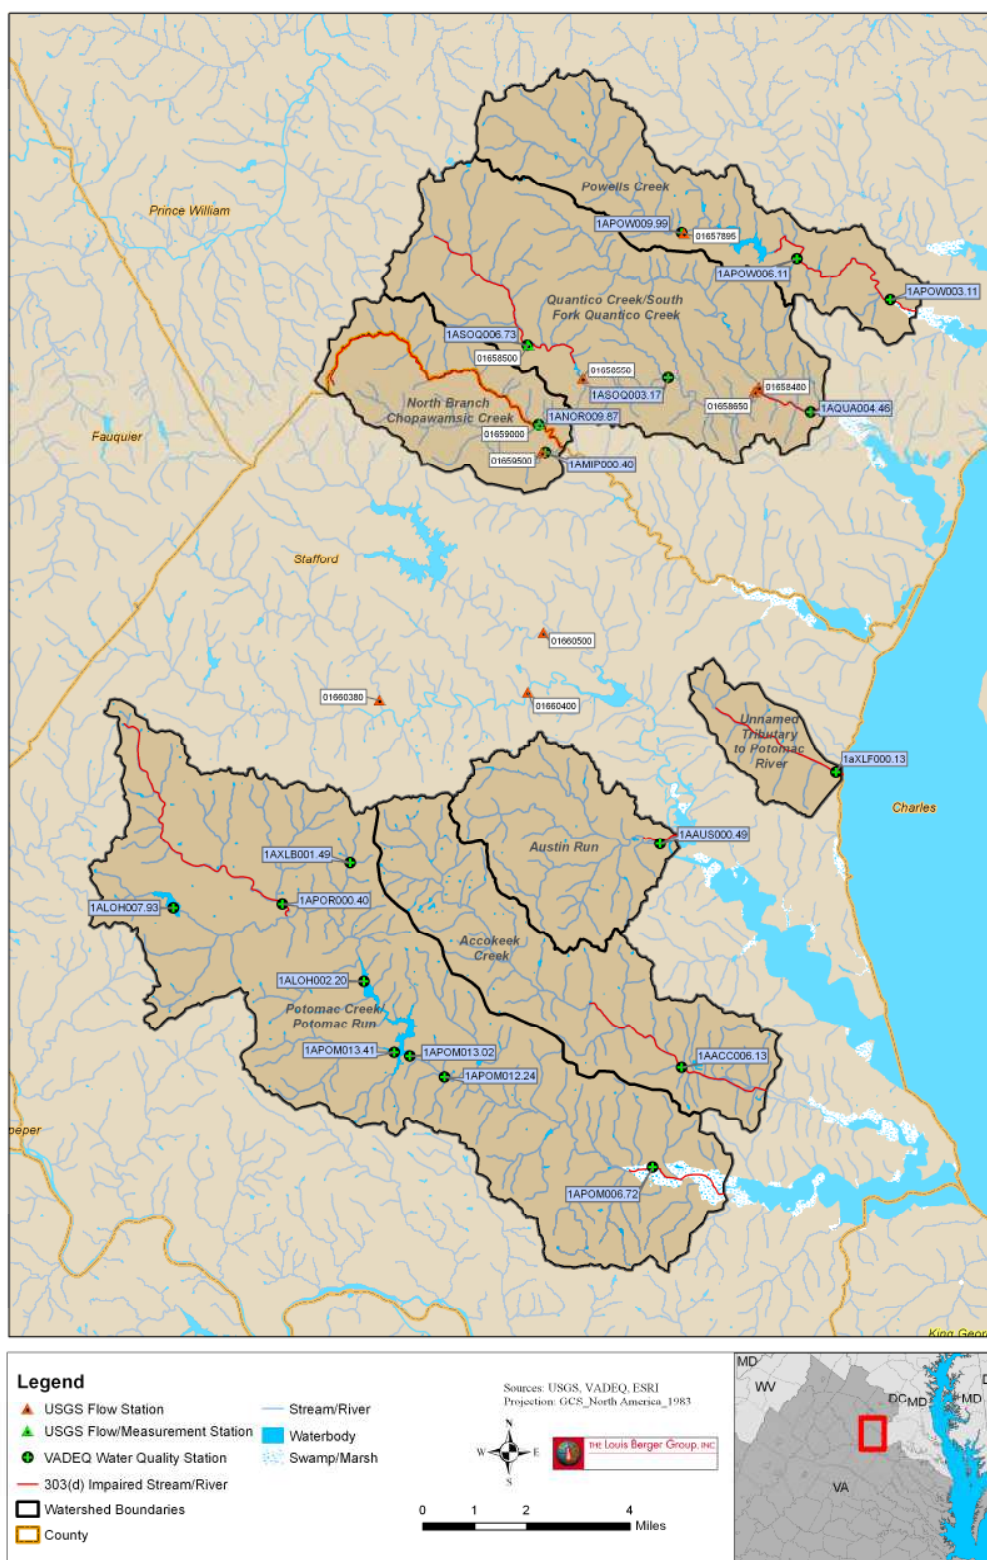 Powells Creek
Prince William
1APOW009.99
01657895
1APOW006.11
1APOW003.11
Quantico Creek/South
Fork Quantico Creek
1ASOQ006.73
01658500
01658550
1ASOQ003.17
01658480
01658650
1AQUA004.46
North Branch
Chopawamsic Creek
1ANOR009.87
01659000
01659500
1AMIP000.40
Fauquier
Stafford
01660500
01660380
01660400
Unnamed
Tributary
to Potomac
River
1aXLF000.13
Charles
Austin Run
1AAUS000.49
1AXLB001.49
1APOR000.40
1ALOH007.93
Accokeek
Creek
1ALOH002.20
Potomac Creek/
Potomac Run
1APOM013.41
1APOM013.02
1APOM012.24
1AACC006.13
peper
1APOM006.72
King Geor
Legend
USGS Flow Station
USGS Flow/Measurement Station
VADEQ Water Quality Station
303(d) Impaired Stream/River
Watershed Boundaries
County
Stream/River
Waterbody
Swamp/Marsh
Sources: USGS, VADEQ, ESRI
Projection: GCS_North America_1983
N
W E
S
THE Louis Berger Group, INC.
0 1 2 4
Miles
MD
WV
DC
MD
MD
D
VA